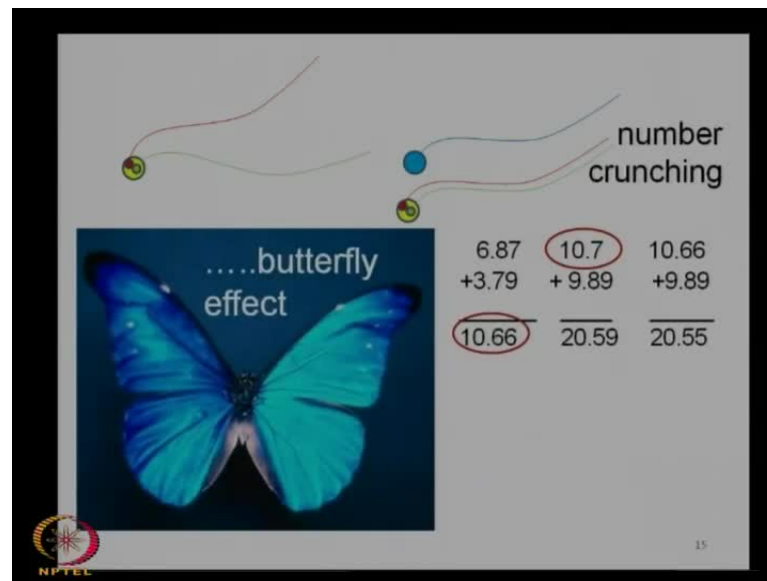 number
crunching
.....butterfly
effect
6.87 10.7 10.66
+3.79 + 9.89 +9.89
10.66 20.59 20.55
15
NPTEL